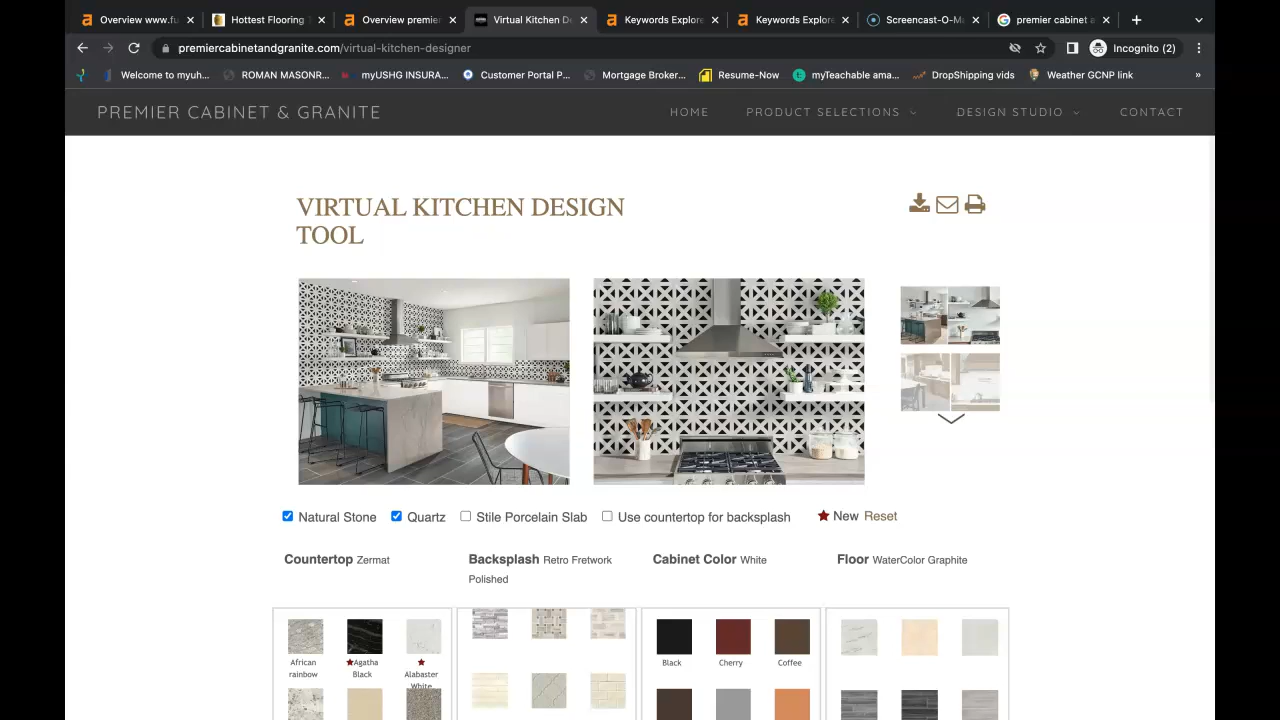 Overview www.fu
Hottest Flooring
Overview premier
Virtual Kitchen De
Keywords Explore
Keywords Explore
Screencast-O-Ma
premier cabinet a
premiercabinetandgranite.com/virtual-kitchen-designer
Incognito (2)
Welcome to myuh...
ROMAN MASONR...
myUSHG INSURA...
Customer Portal P...
Mortgage Broker...
Resume-Now
myTeachable ama...
DropShipping vids
Weather GCNP link
»
PREMIER CABINET & GRANITE
HOME
PRODUCT SELECTIONS
DESIGN STUDIO
CONTACT
VIRTUAL KITCHEN DESIGN
TOOL
Natural Stone
Quartz
Stile Porcelain Slab
Use countertop for backsplash
New Reset
Countertop Zermat
Backsplash Retro Fretwork
Polished
Cabinet Color White
Floor WaterColor Graphite
African
rainbow
Agatha
Black
Alabaster
White
Black
Cherry
Coffee